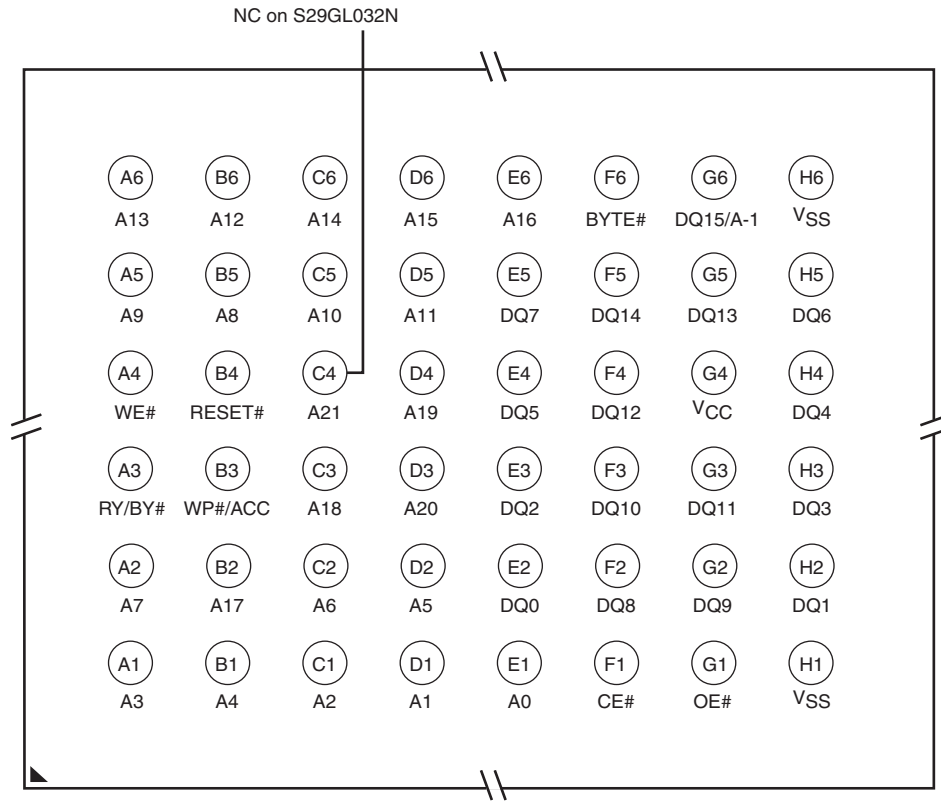 NC on S29GL032N
A6 B6 C6 D6 E6 F6 G6 H6
A13 A12 A14 A15 A16 BYTE# DQ15/A-1 VSS
A5 B5 C5 D5 E5 F5 G5 H5
A9 A8 A10 A11 DQ7 DQ14 DQ13 DQ6
A4 B4 C4 D4 E4 F4 G4 H4
WE# RESET# A21 A19 DQ5 DQ12 VCC DQ4
A3 B3 C3 D3 E3 F3 G3 H3
RY/BY# WP#/ACC A18 A20 DQ2 DQ10 DQ11 DQ3
A2 B2 C2 D2 E2 F2 G2 H2
A7 A17 A6 A5 DQ0 DQ8 DQ9 DQ1
A1 B1 C1 D1 E1 F1 G1 H1
A3 A4 A2 A1 A0 CE# OE# VSS